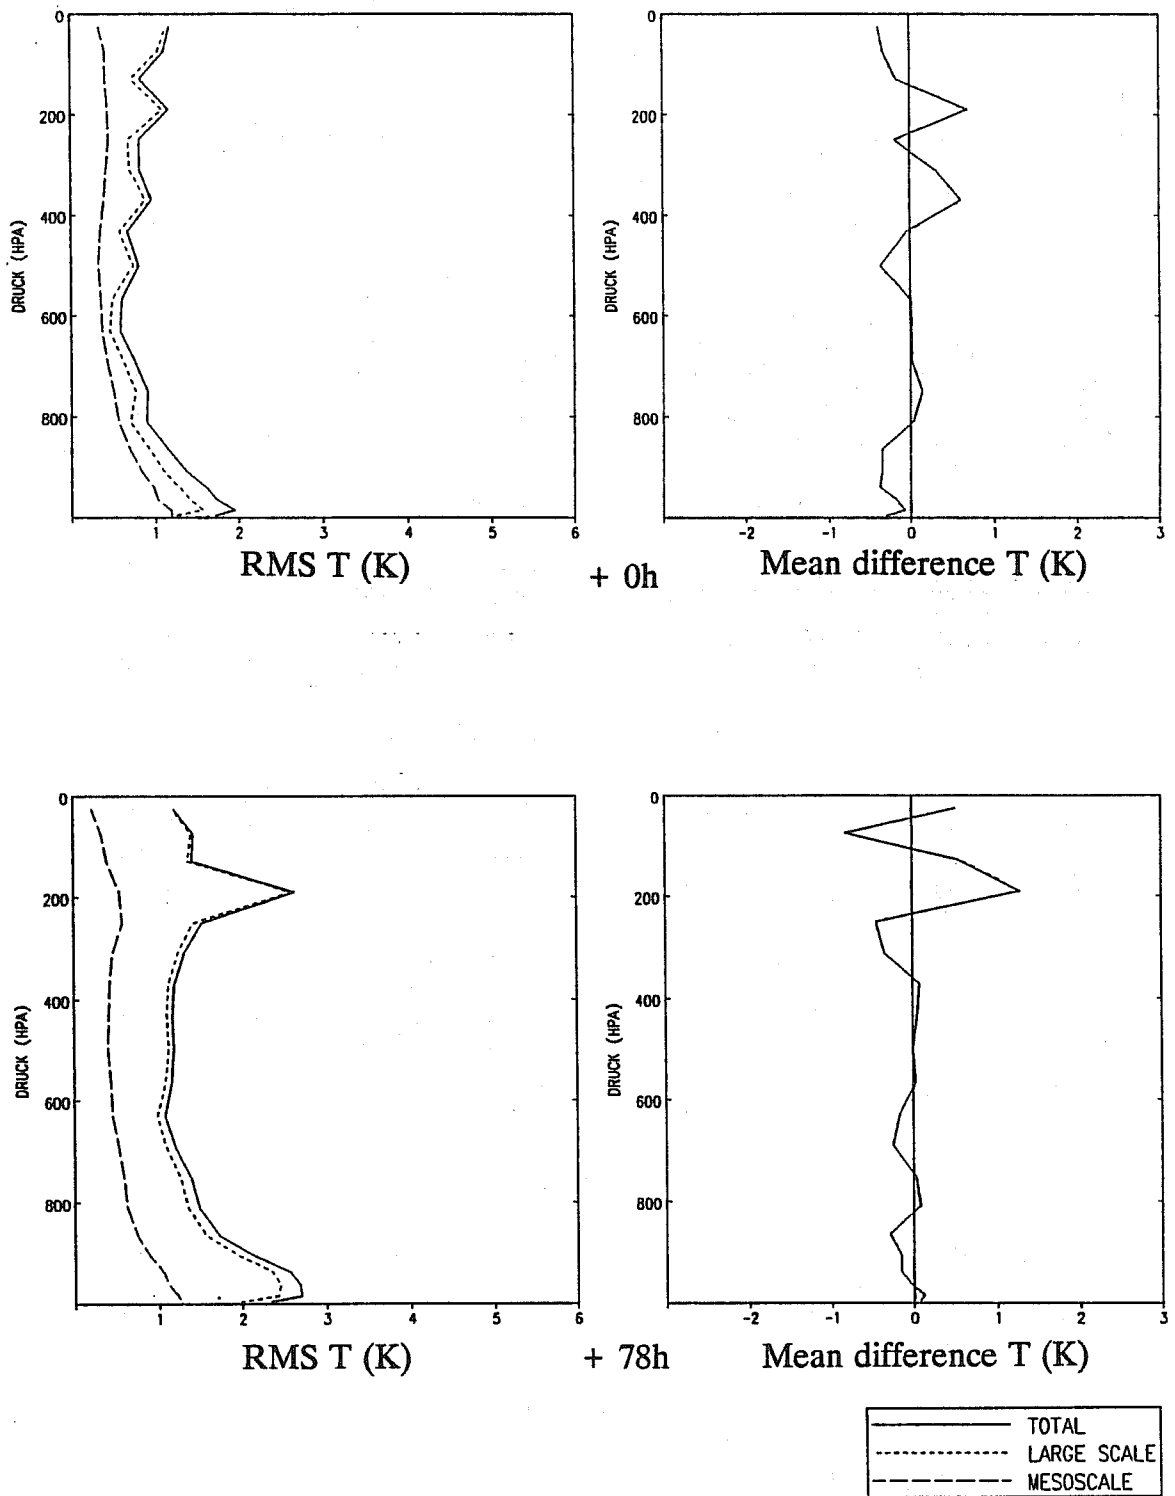 0
200
400
600
800
DRUCK (HPA)
1 2 3 4 5 6
RMS T (K)
0
200
400
600
800
DRUCK (HPA)
-2 -1 0 1 2 3
Mean difference T (K)
+ 0h
0
200
400
600
800
DRUCK (HPA)
1 2 3 4 5 6
RMS T (K)
0
200
400
600
800
DRUCK (HPA)
-2 -1 0 1 2 3
Mean difference T (K)
+ 78h
TOTAL
LARGE SCALE
MESOSCALE